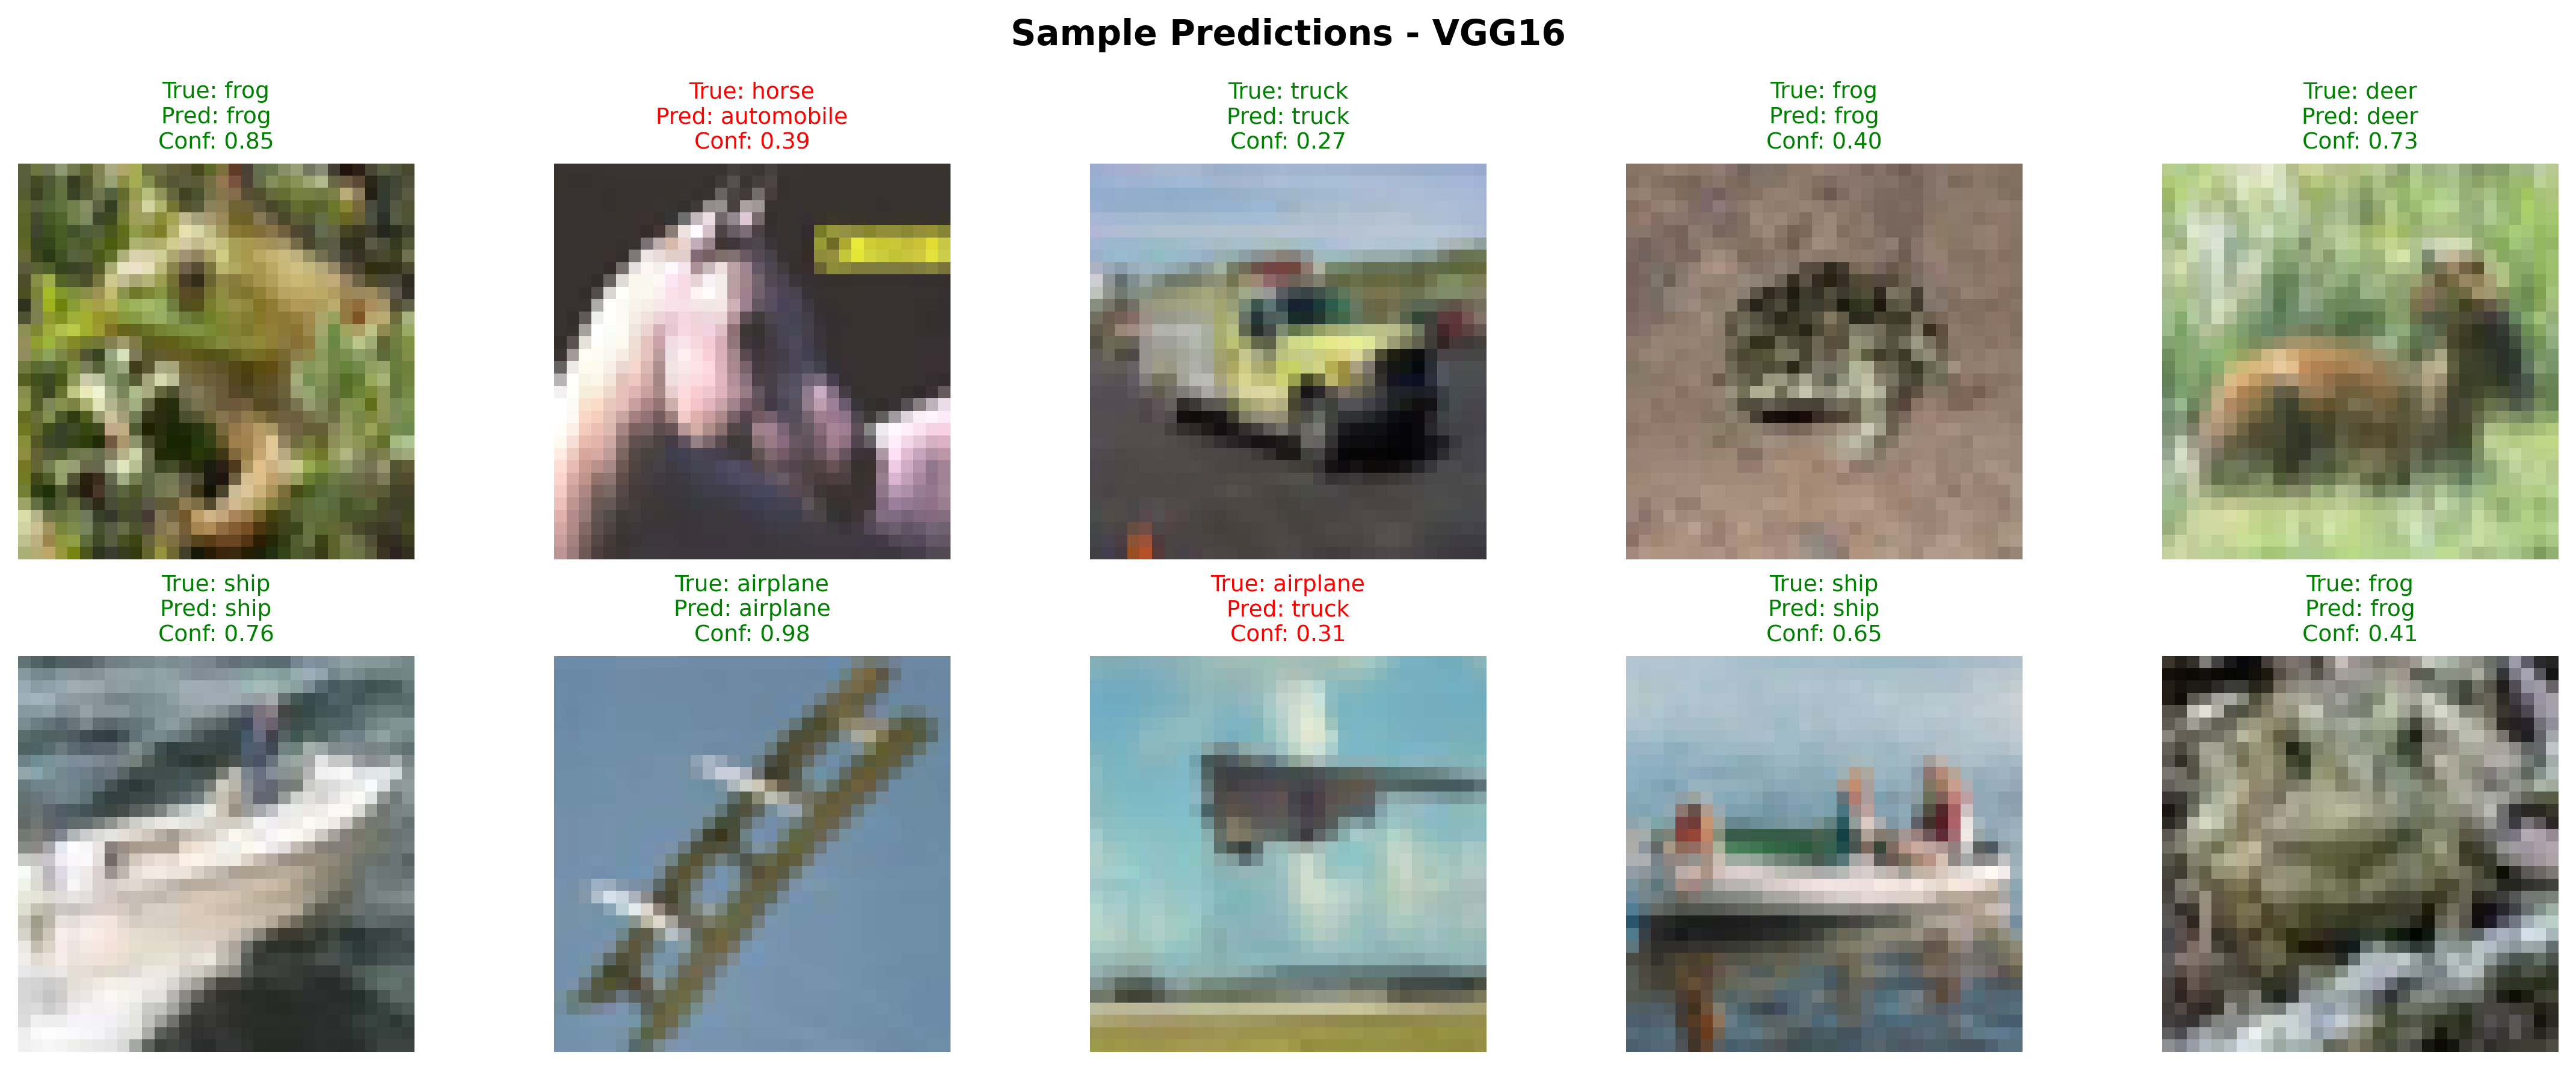 Sample Predictions - VGG16
True: frog
Pred: frog
Conf: 0.85
True: horse
Pred: automobile
Conf: 0.39
True: truck
Pred: truck
Conf: 0.27
True: frog
Pred: frog
Conf: 0.40
True: deer
Pred: deer
Conf: 0.73
True: ship
Pred: ship
Conf: 0.76
True: airplane
Pred: airplane
Conf: 0.98
True: airplane
Pred: truck
Conf: 0.31
True: ship
Pred: ship
Conf: 0.65
True: frog
Pred: frog
Conf: 0.41